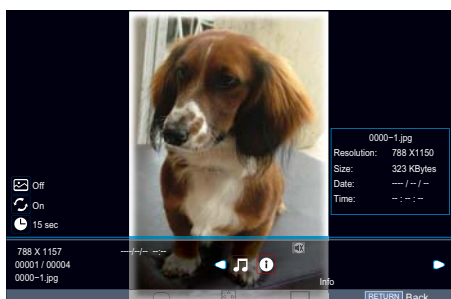 0000-1.jpg
Resolution: 788 X1150
Size: 323 KBytes
Date: ---- / -- / --
Time: -- : -- : --
Off
On
15 sec
788 X 1157 ----/--/-- --:--
00001 / 00004
0000-1.jpg
Info
RETURN Back